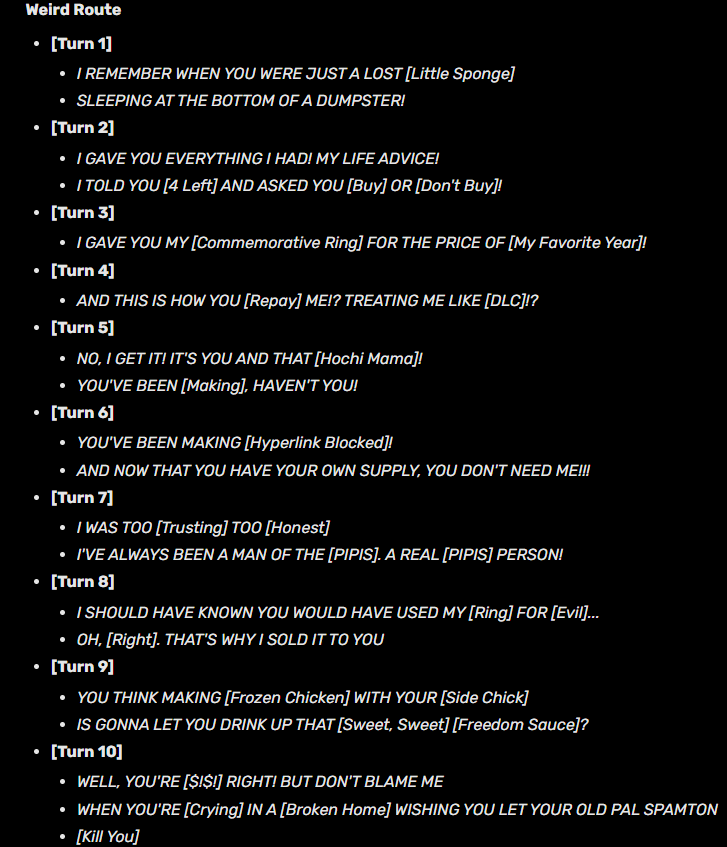 Weird Route
[Turn 1]
I REMEMBER WHEN YOU WERE JUST A LOST [Little Sponge]
SLEEPING AT THE BOTTOM OF A DUMPSTER!
[Turn 2]
I GAVE YOU EVERYTHING I HAD! MY LIFE ADVICE!
I TOLD YOU [4 Left] AND ASKED YOU [Buy] OR [Don't Buy]!
[Turn 3]
I GAVE YOU MY [Commemorative Ring] FOR THE PRICE OF [My Favorite Year]!
[Turn 4]
AND THIS IS HOW YOU [Repay] ME!? TREATING ME LIKE [DLC]!?
[Turn 5]
NO, I GET IT! IT'S YOU AND THAT [Hochi Mama]!
YOU'VE BEEN [Making], HAVEN'T YOU!
[Turn 6]
YOU'VE BEEN MAKING [Hyperlink Blocked]!
AND NOW THAT YOU HAVE YOUR OWN SUPPLY, YOU DON'T NEED ME!!!
[Turn 7]
I WAS TOO [Trusting] TOO [Honest]
I'VE ALWAYS BEEN A MAN OF THE [PIPIS]. A REAL [PIPIS] PERSON!
[Turn 8]
I SHOULD HAVE KNOWN YOU WOULD HAVE USED MY [Ring] FOR [Evil]...
OH, [Right]. THAT'S WHY I SOLD IT TO YOU
[Turn 9]
YOU THINK MAKING [Frozen Chicken] WITH YOUR [Side Chick]
IS GONNA LET YOU DRINK UP THAT [Sweet, Sweet] [Freedom Sauce]?
[Turn 10]
WELL, YOU'RE [$!$!] RIGHT! BUT DON'T BLAME ME
WHEN YOU'RE [Crying] IN A [Broken Home] WISHING YOU LET YOUR OLD PAL SPAMTON
[Kill You]